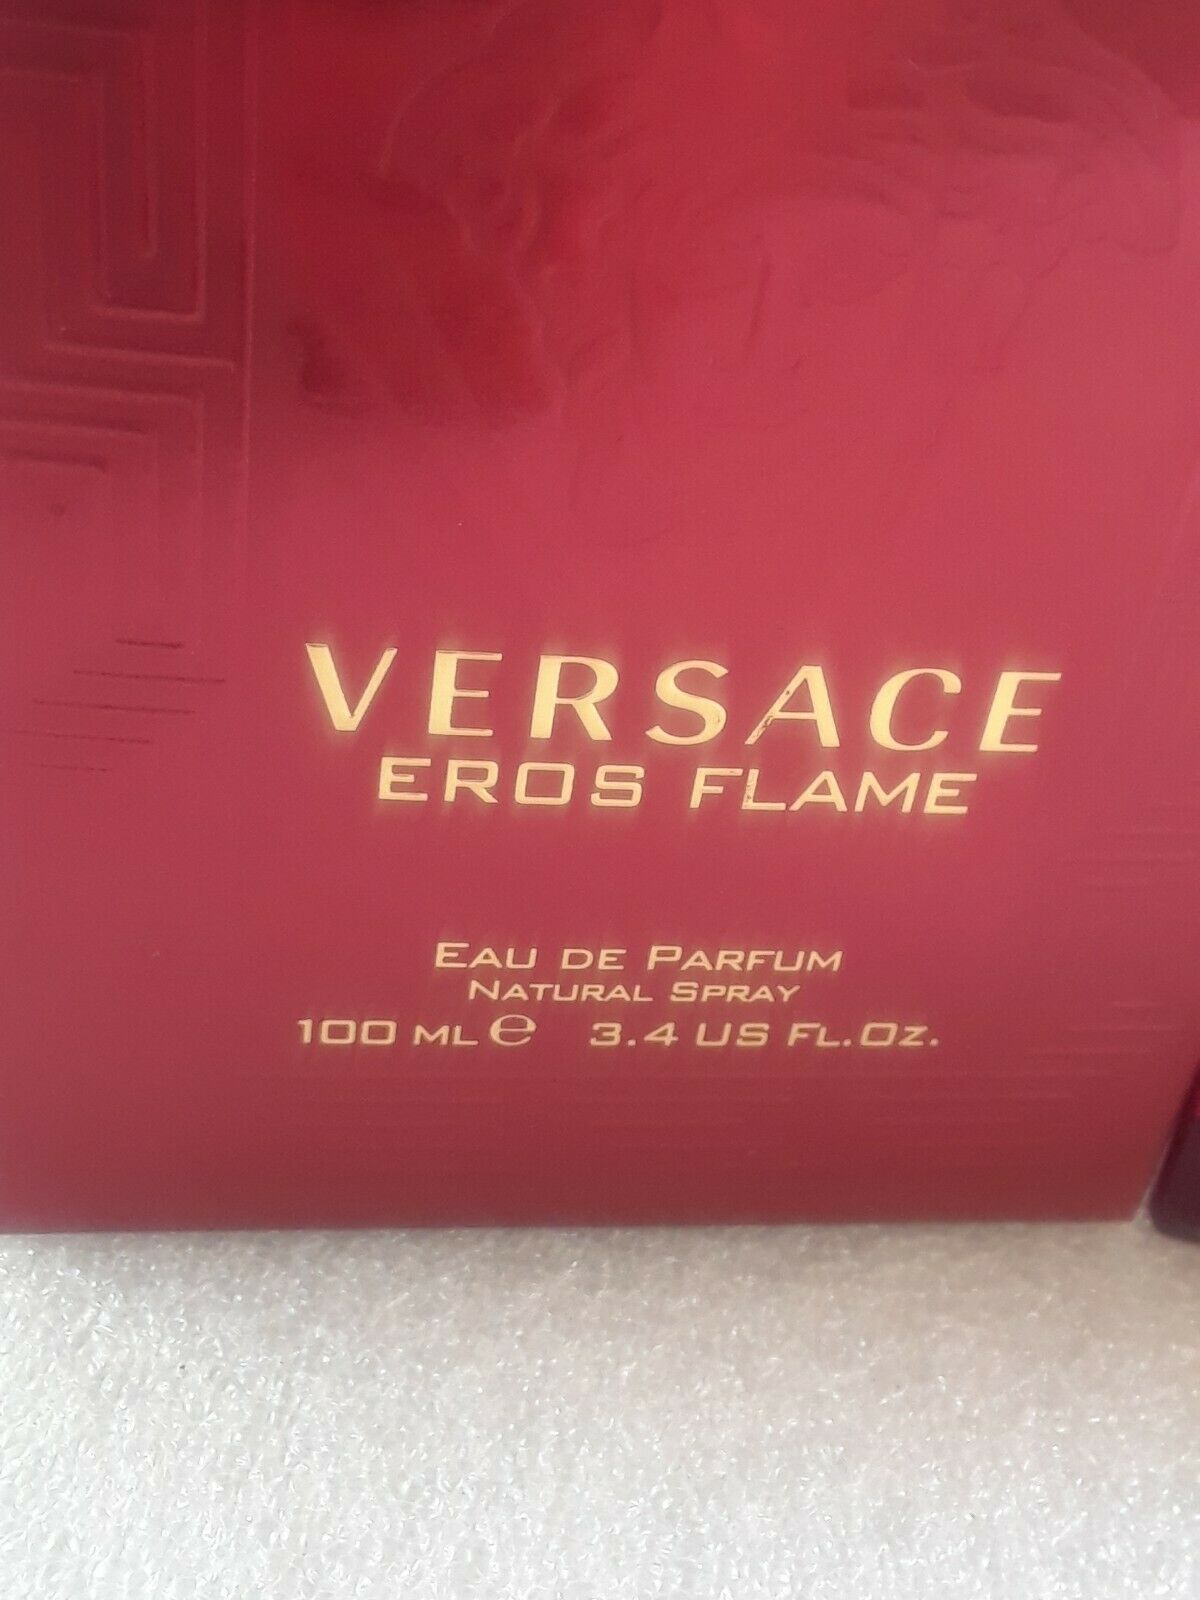 VERSACE
EROS FLAME
EAU DE PARFUM
NATURAL SPRAY
100 ML ℮ 3.4 US FL.OZ.